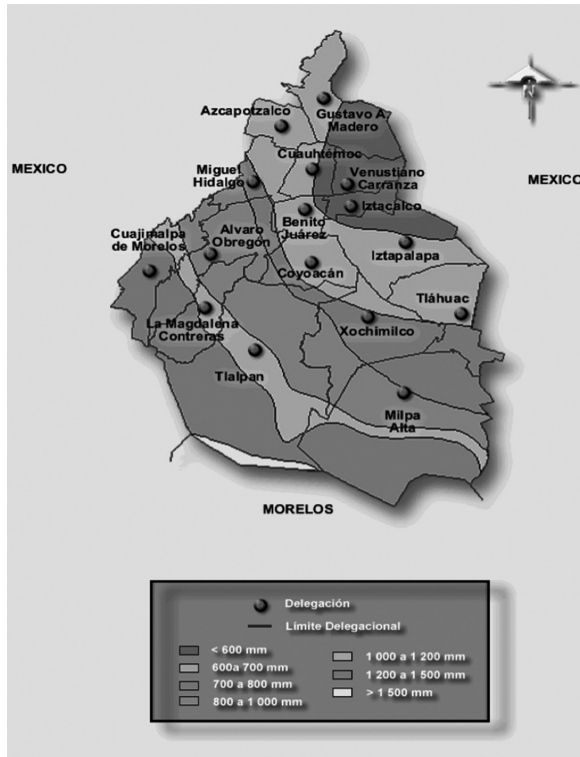 N
Azcapotzalco
Gustavo A.
Madero
MEXICO
Miguel
Hidalgo
Cuauhtémoc
Venustiano
Carranza
MEXICO
Iztacalco
Cuajimalpa
de Morelos
Alvaro
Obregón
Benito
Juárez
Iztapalapa
Coyoacán
Tláhuac
La Magdalena
Contreras
Xochimilco
Tlalpan
Milpa
Alta
MORELOS
Delegación
Límite Delegacional
< 600 mm
600a 700 mm
700 a 800 mm
800 a 1 000 mm
1 000 a 1 200 mm
1 200 a 1 500 mm
> 1 500 mm